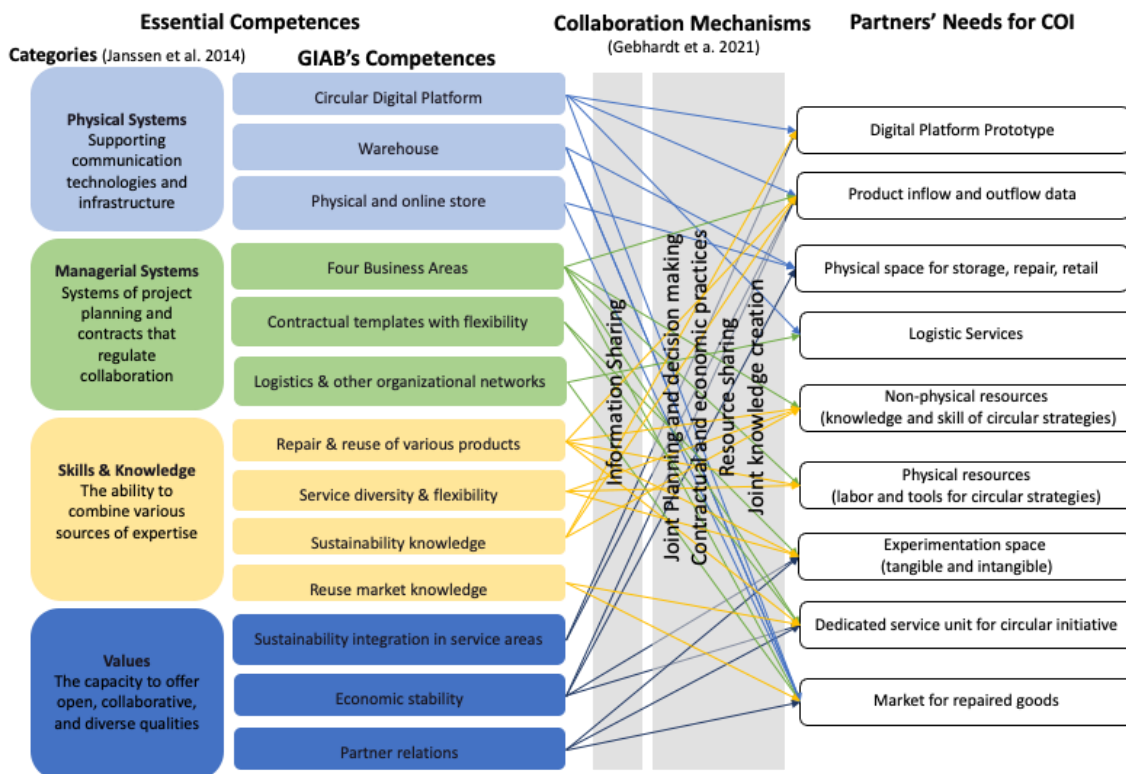 Essential Competences
Collaboration Mechanisms
(Gebhardt et a. 2021)
Partners' Needs for COI
Categories (Janssen et al. 2014)
GIAB's Competences
Physical Systems
Supporting
communication
technologies and
infrastructure
Managerial Systems
Systems of project
planning and
contracts that
regulate
collaboration
Skills & Knowledge
The ability to
combine various
sources of expertise
Values
The capacity to offer
open, collaborative,
and diverse qualities
Circular Digital Platform
Warehouse
Physical and online store
Four Business Areas
Contractual templates with flexibility
Logistics & other organizational networks
Repair & reuse of various products
Service diversity & flexibility
Sustainability knowledge
Reuse market knowledge
Sustainability integration in service areas
Economic stability
Partner relations
Information Sharing
Joint Planning and decision making
Contractual and economic practices
Resource sharing
Joint knowledge creation
Digital Platform Prototype
Product inflow and outflow data
Physical space for storage, repair, retail
Logistic Services
Non-physical resources
(knowledge and skill of circular strategies)
Physical resources
(labor and tools for circular strategies)
Experimentation space
(tangible and intangible)
Dedicated service unit for circular initiative
Market for repaired goods